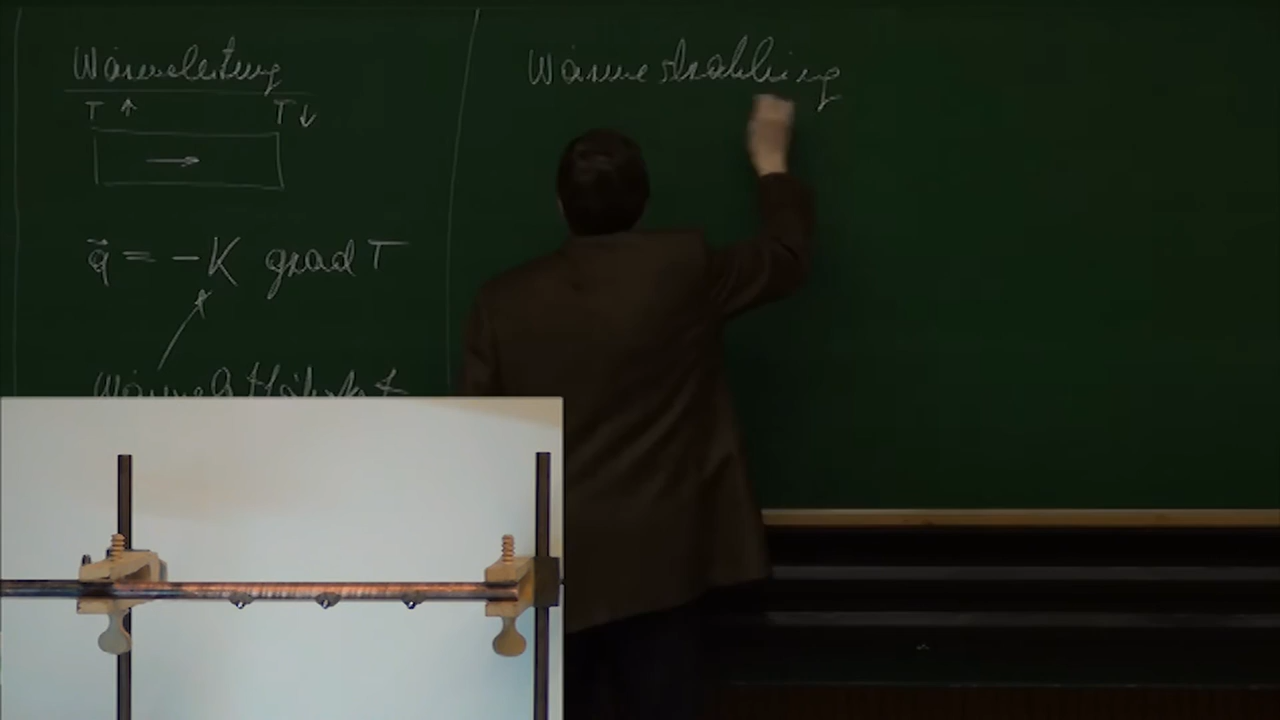 Wärmeleitung
T ↑ T ↓
q⃗ = -K grad T
Wärmestrahlung